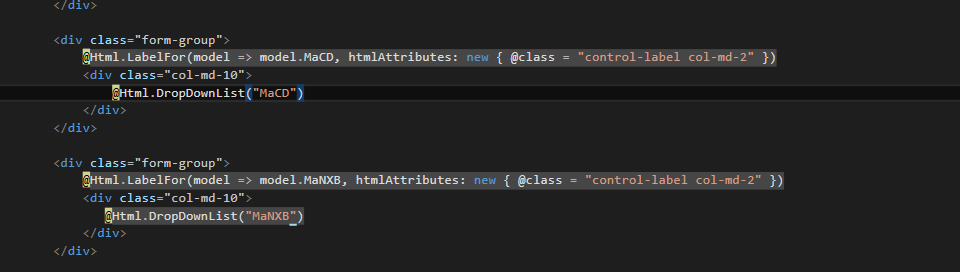 </div>
<div class="form-group">
@Html.LabelFor(model => model.MaCD, htmlAttributes: new { @class = "control-label col-md-2" })
<div class="col-md-10">
@Html.DropDownList("MaCD")
</div>
</div>
<div class="form-group">
@Html.LabelFor(model => model.MaNXB, htmlAttributes: new { @class = "control-label col-md-2" })
<div class="col-md-10">
@Html.DropDownList("MaNXB")
</div>
</div>